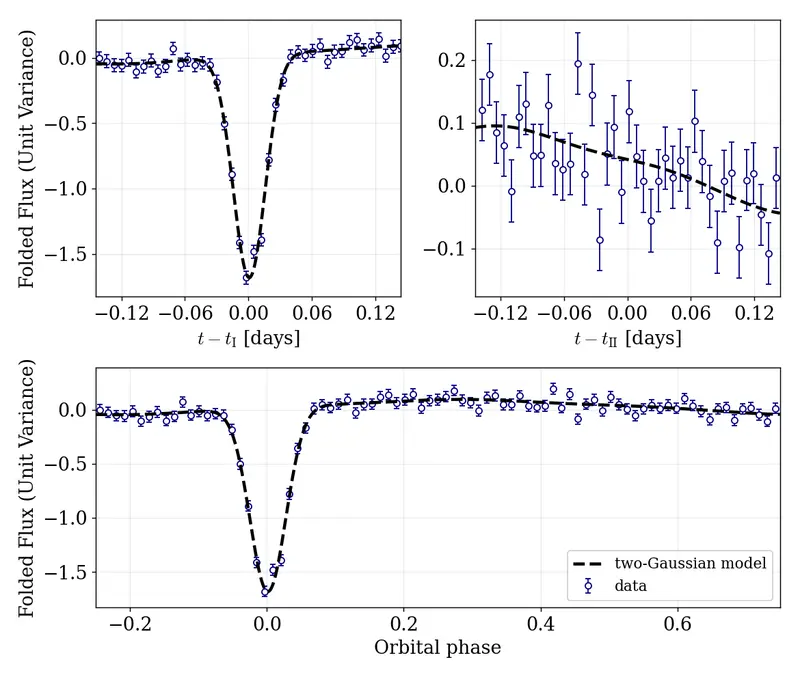 Folded Flux (Unit Variance)
0.0
−0.5
−1.0
−1.5
−0.12 −0.06 0.00 0.06 0.12
t − tI [days]
0.2
0.1
0.0
−0.1
−0.12 −0.06 0.00 0.06 0.12
t − tII [days]
Folded Flux (Unit Variance)
0.0
−0.5
−1.0
−1.5
−0.2 0.0 0.2 0.4 0.6
Orbital phase
two-Gaussian model
data